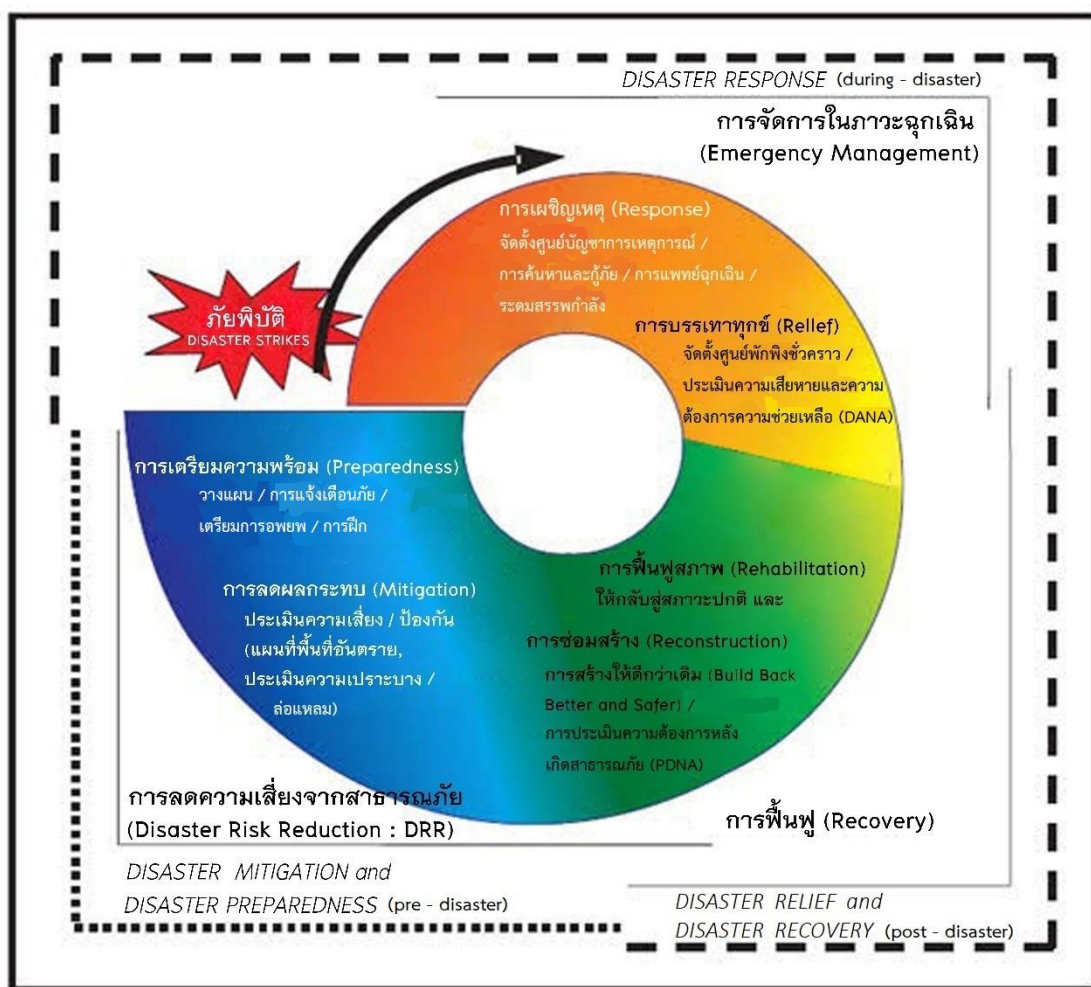 DISASTER RESPONSE (during - disaster)
การจัดการในภาวะฉุกเฉิน
(Emergency Management)
การเผชิญเหตุ (Response)
จัดตั้งศูนย์บัญชาการเหตุการณ์ /
การค้นหาและกู้ภัย / การแพทย์ฉุกเฉิน /
ระดมสรรพกำลัง
ภัยพิบัติ
DISASTER STRIKES
การบรรเทาทุกข์ (Rellef)
จัดตั้งศูนย์พักพิงชั่วคราว /
ประเมินความเสียหายและความ
ต้องการความช่วยเหลือ (DANA)
การเตรียมความพร้อม (Preparedness)
วางแผน / การแจ้งเตือนภัย /
เตรียมการอพยพ / การฝึก
การลดผลกระทบ (Mitigation)
ประเมินความเสี่ยง / ป้องกัน
(แผนที่พื้นที่อันตราย,
ประเมินความเปราะบาง /
ล่อแหลม)
การฟื้นฟูสภาพ (Rehabilitation)
ให้กลับสู่สภาวะปกติ และ
การซ่อมสร้าง (Reconstruction)
การสร้างให้ดีกว่าเดิม (Build Back
Better and Safer) /
การประเมินความต้องการหลัง
เกิดสาธารณภัย (PDNA)
การลดความเสี่ยงจากสาธารณภัย
(Disaster Risk Reduction : DRR)
การฟื้นฟู (Recovery)
DISASTER MITIGATION and
DISASTER PREPAREDNESS (pre - disaster)
DISASTER RELIEF and
DISASTER RECOVERY (post - disaster)